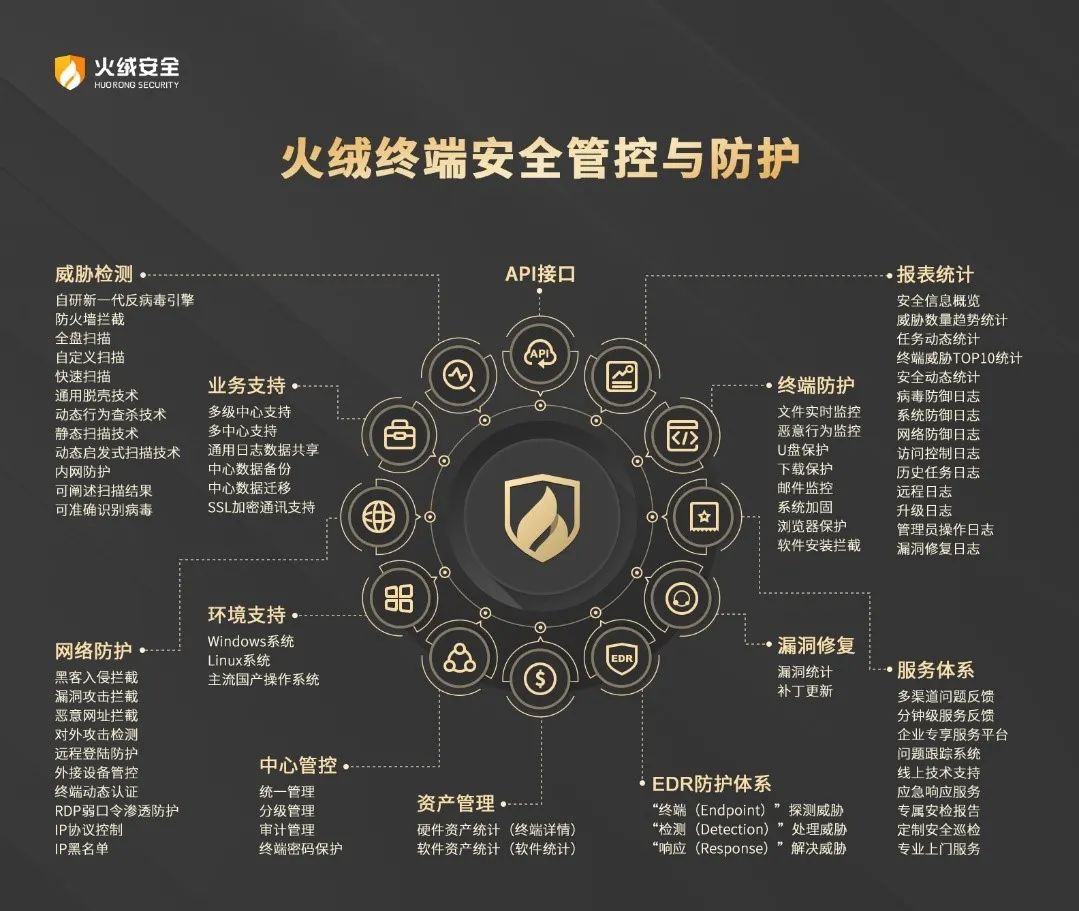 火绒安全
HUORONG SECURITY
火绒终端安全管控与防护
威胁检测
自研新一代反病毒引擎
防火墙拦截
全盘扫描
自定义扫描
快速扫描
通用脱壳技术
动态行为查杀技术
静态扫描技术
动态启发式扫描技术
内网防护
可阐述扫描结果
可准确识别病毒
业务支持
多级中心支持
多中心支持
通用日志数据共享
中心数据备份
中心数据迁移
SSL加密通讯支持
API接口
API
报表统计
安全信息概览
威胁数量趋势统计
任务动态统计
终端威胁TOP10统计
安全动态统计
病毒防御日志
系统防御日志
网络防御日志
访问控制日志
历史任务日志
远程日志
升级日志
管理员操作日志
漏洞修复日志
终端防护
文件实时监控
恶意行为监控
U盘保护
下载保护
邮件监控
系统加固
浏览器保护
软件安装拦截
网络防护
黑客入侵拦截
漏洞攻击拦截
恶意网址拦截
对外攻击检测
远程登陆防护
外接设备管控
终端动态认证
RDP弱口令渗透防护
IP协议控制
IP黑名单
环境支持
Windows系统
Linux系统
主流国产操作系统
中心管控
统一管理
分级管理
审计管理
终端密码保护
$
资产管理
硬件资产统计（终端详情）
软件资产统计（软件统计）
EDR
EDR防护体系
“终端（Endpoint）”探测威胁
“检测（Detection）”处理威胁
“响应（Response）”解决威胁
漏洞修复
漏洞统计
补丁更新
服务体系
多渠道问题反馈
分钟级服务反馈
企业专享服务平台
问题跟踪系统
线上技术支持
应急响应服务
专属安检报告
定制安全巡检
专业上门服务